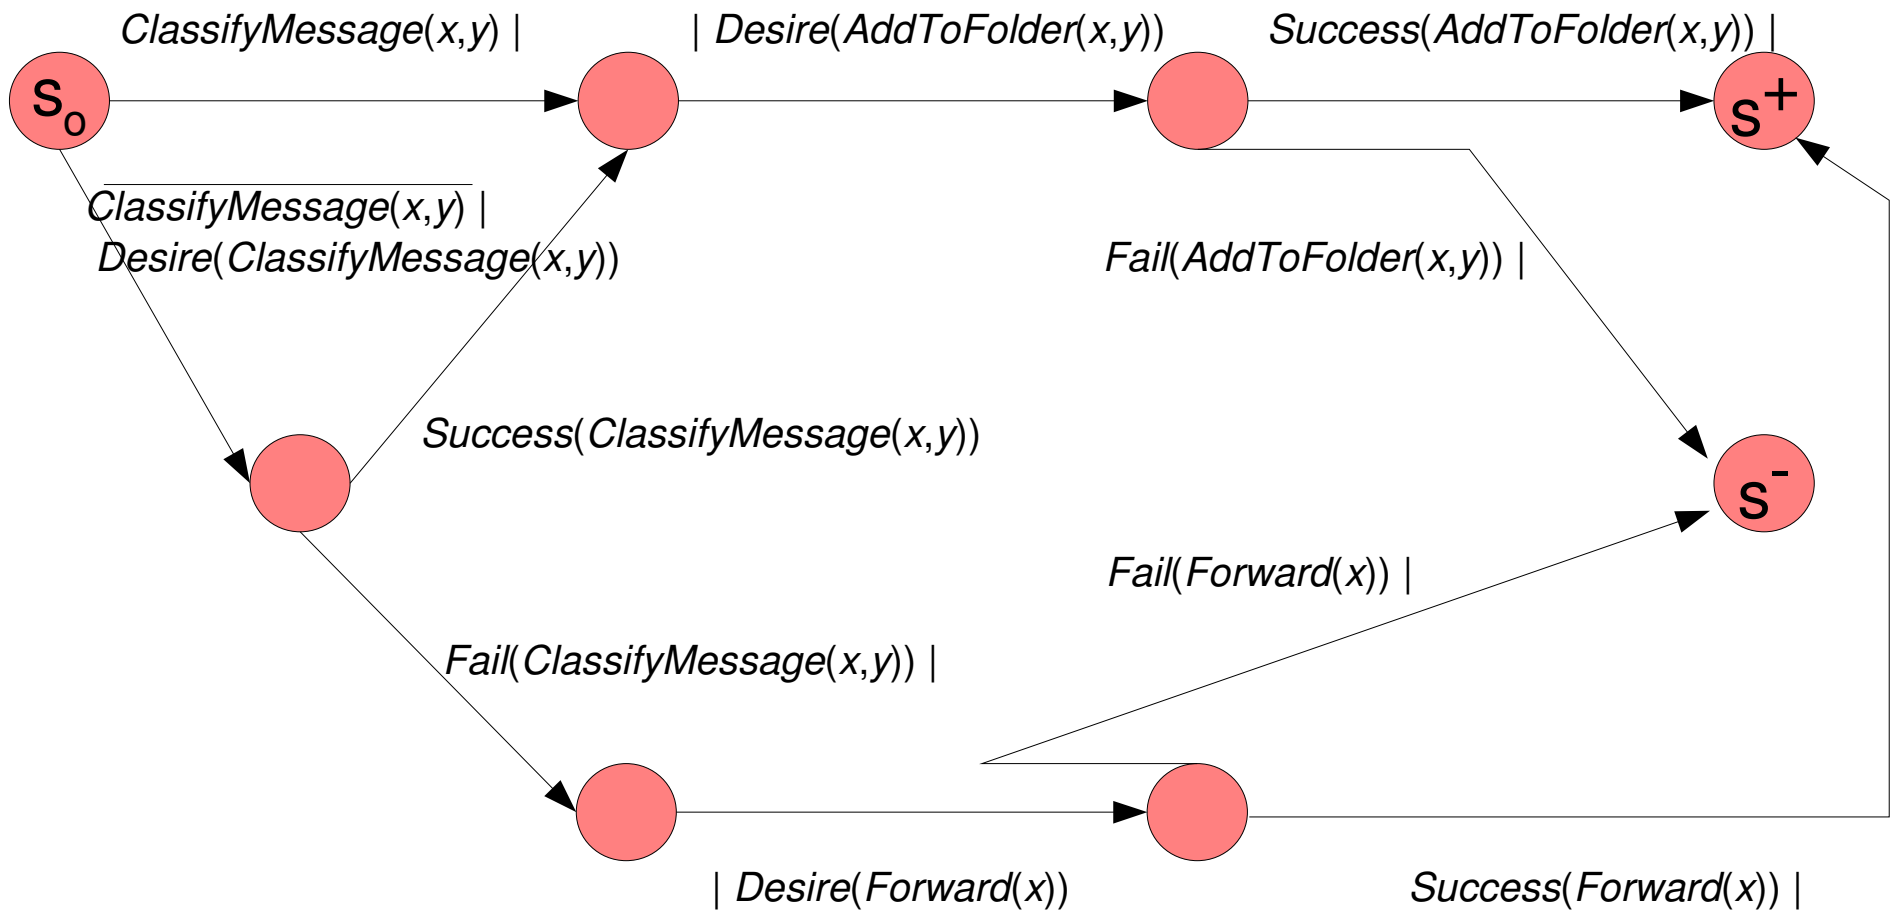 ClassifyMessage(x,y) |
| Desire(AddToFolder(x,y))
Success(AddToFolder(x,y)) |
s₀
s⁺
ClassifyMessage(x,y) |
Desire(ClassifyMessage(x,y))
Fail(AddToFolder(x,y)) |
Success(ClassifyMessage(x,y))
s⁻
Fail(Forward(x)) |
Fail(ClassifyMessage(x,y)) |
| Desire(Forward(x))
Success(Forward(x)) |